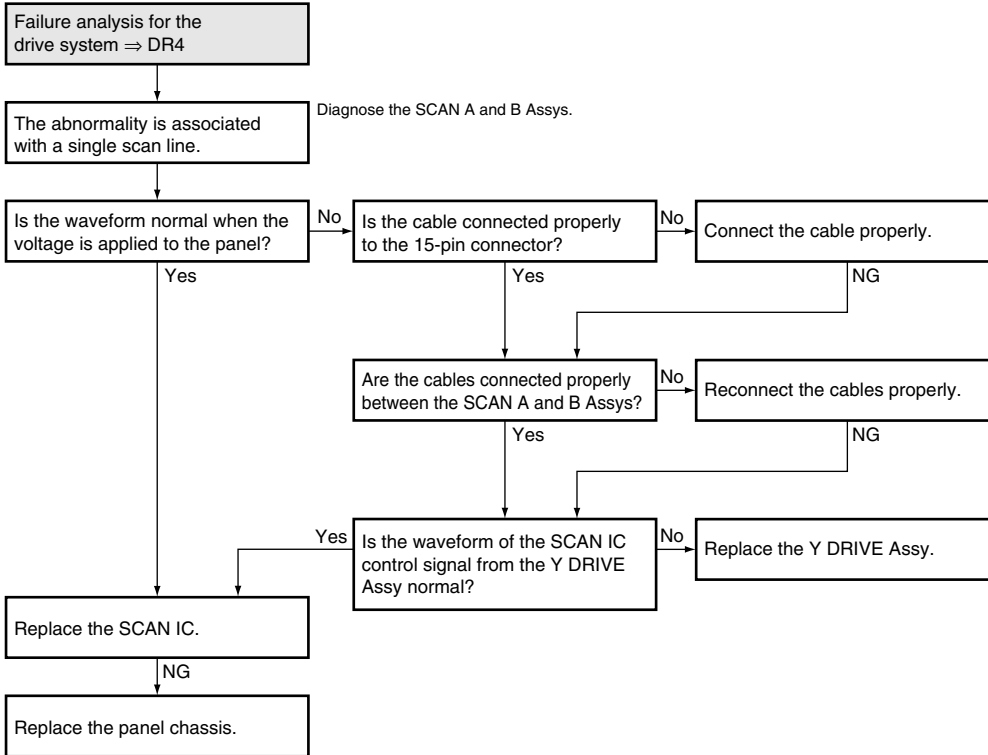 Failure analysis for the
drive system ⇒ DR4
The abnormality is associated
with a single scan line.
Diagnose the SCAN A and B Assys.
Is the waveform normal when the
voltage is applied to the panel?
No
Is the cable connected properly
to the 15-pin connector?
No
Connect the cable properly.
Yes
Yes
NG
Are the cables connected properly
between the SCAN A and B Assys?
No
Reconnect the cables properly.
Yes
NG
Yes
Is the waveform of the SCAN IC
control signal from the Y DRIVE
Assy normal?
No
Replace the Y DRIVE Assy.
Replace the SCAN IC.
NG
Replace the panel chassis.